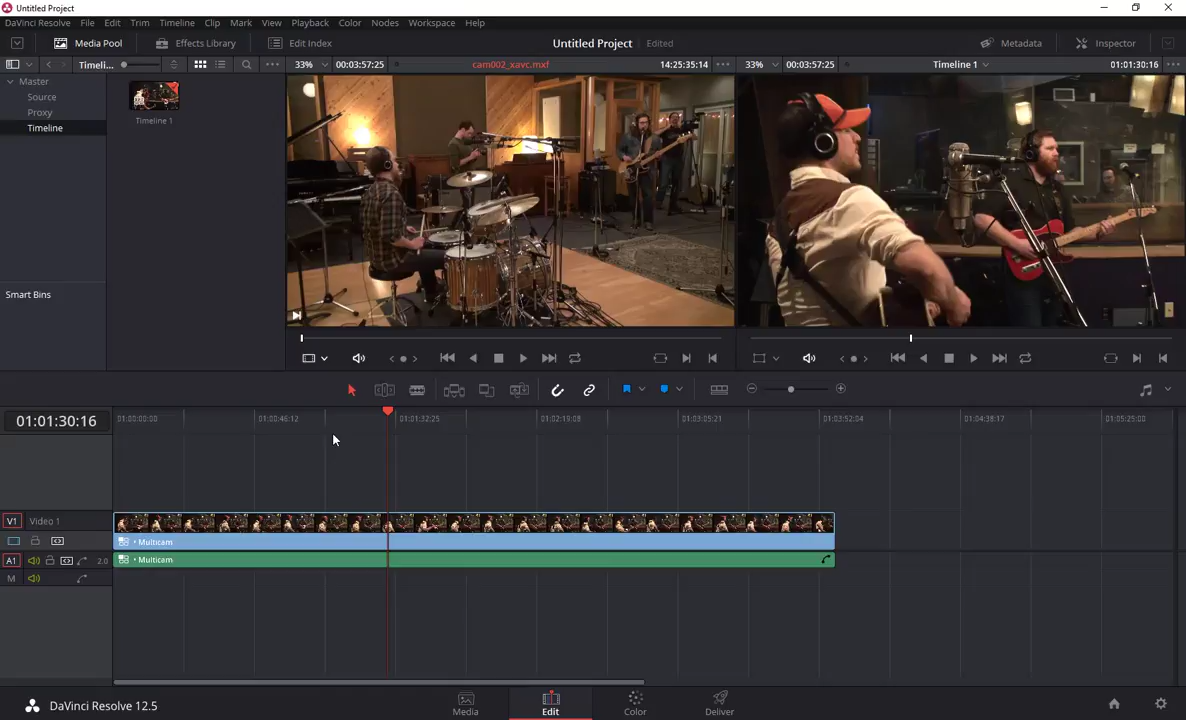 Untitled Project
DaVinci Resolve File Edit Trim Timeline Clip Mark View Playback Color Nodes Workspace Help
Media Pool Effects Library Edit Index Untitled Project Edited Metadata Inspector
Timeli... 33% 00:03:57:25 cam002_xavc.mxf 14:25:35:14 33% 00:03:57:25 Timeline 1 01:01:30:16
Master
Source
Proxy
Timeline
Timeline 1
Smart Bins
01:01:30:16 01:00:00:00 01:00:46:12 01:01:32:25 01:02:19:08 01:03:05:21 01:03:52:04 01:04:38:17 01:05:25:00
V1 Video 1
• Multicam
A1 2.0 • Multicam
M
DaVinci Resolve 12.5 Media Edit Color Deliver